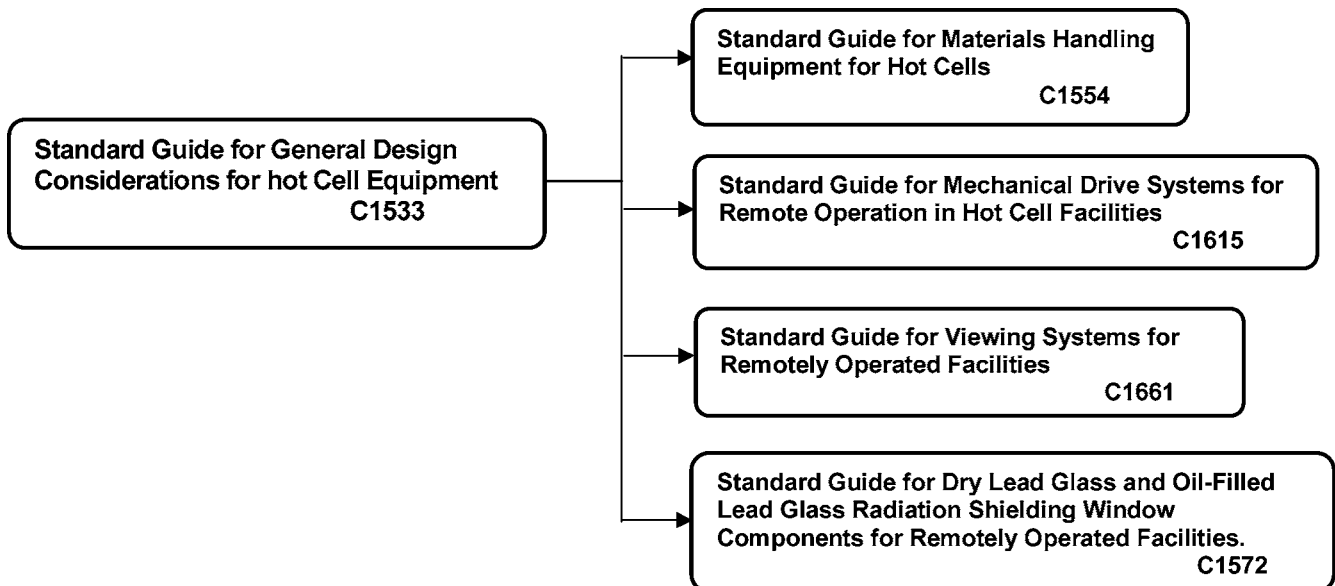 Standard Guide for General Design
Considerations for hot Cell Equipment
C1533
Standard Guide for Materials Handling
Equipment for Hot Cells
C1554
Standard Guide for Mechanical Drive Systems for
Remote Operation in Hot Cell Facilities
C1615
Standard Guide for Viewing Systems for
Remotely Operated Facilities
C1661
Standard Guide for Dry Lead Glass and Oil-Filled
Lead Glass Radiation Shielding Window
Components for Remotely Operated Facilities.
C1572